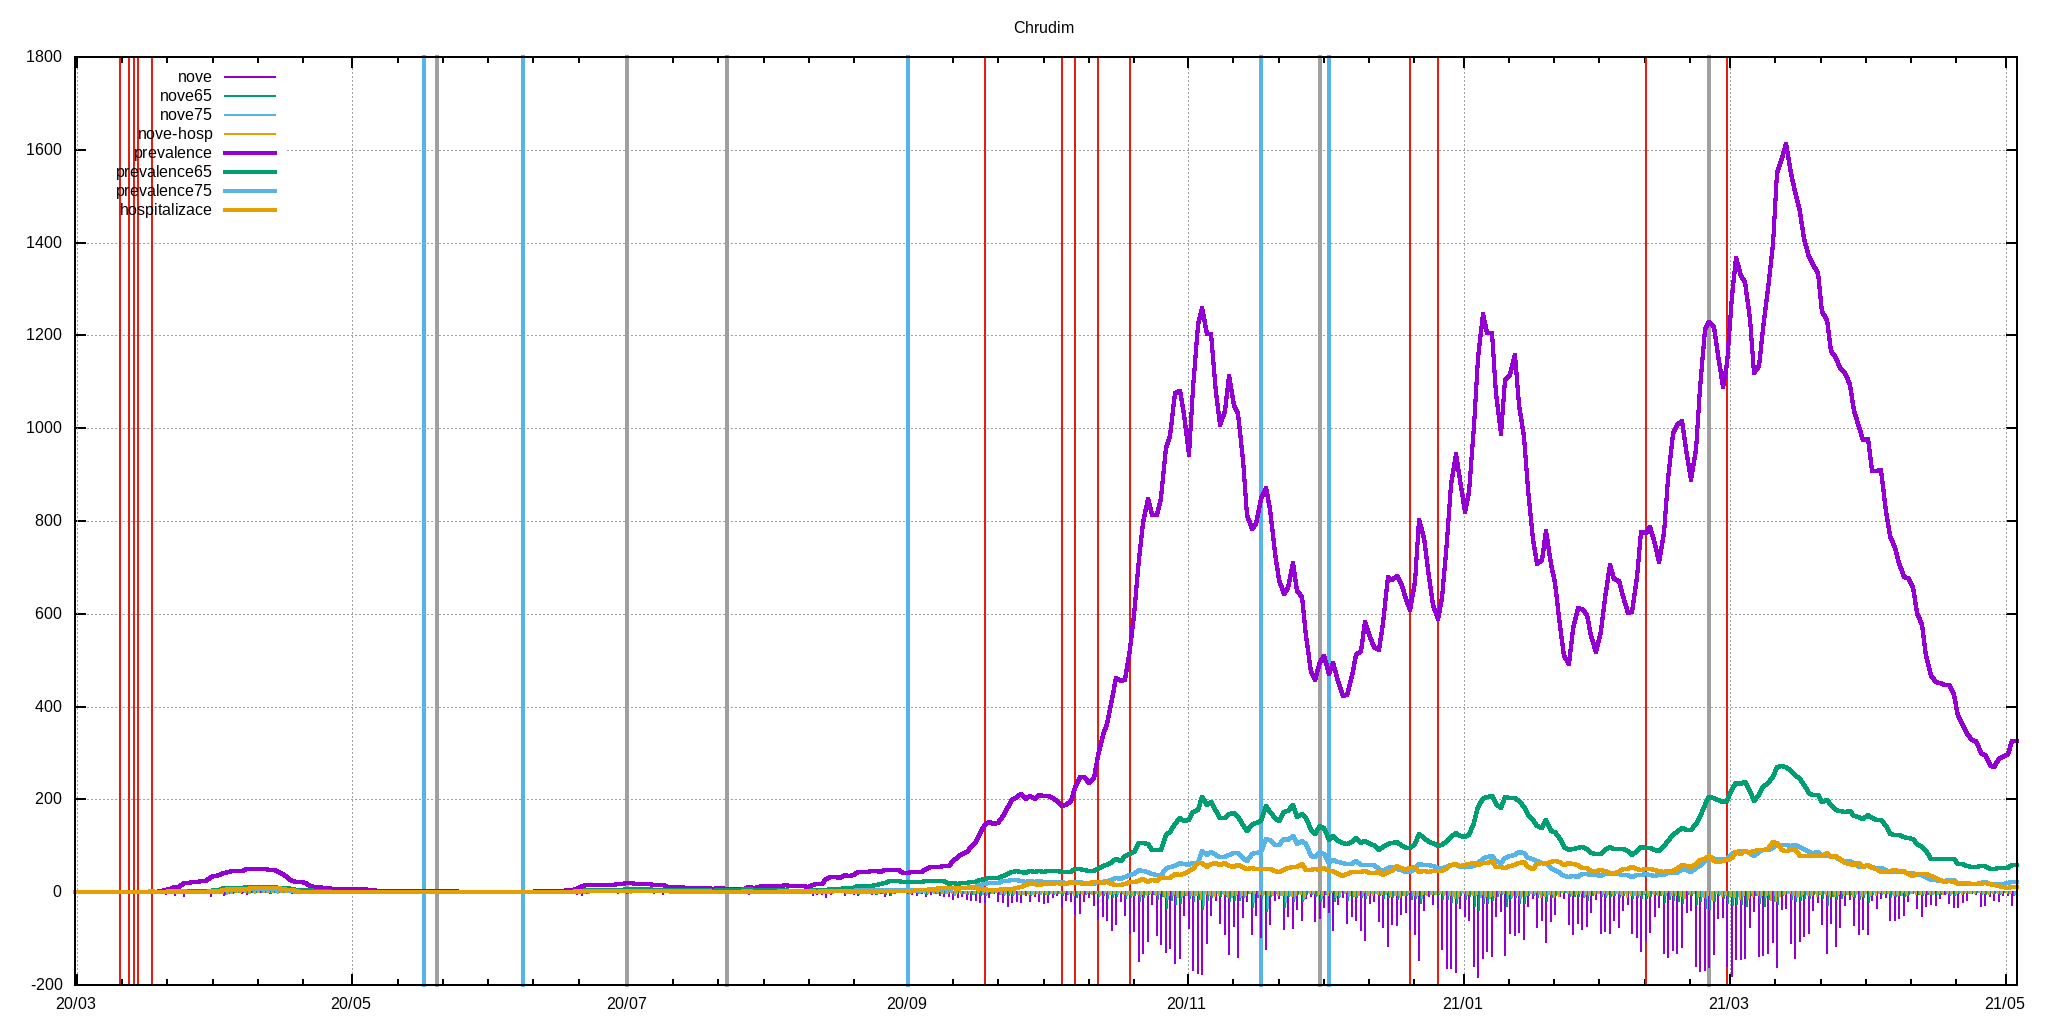 Chrudim
1800
1600
1400
1200
1000
800
600
400
200
0
-200
nove
nove65
nove75
nove-hosp
prevalence
prevalence65
prevalence75
hospitalizace
20/03 20/05 20/07 20/09 20/11 21/01 21/03 21/05